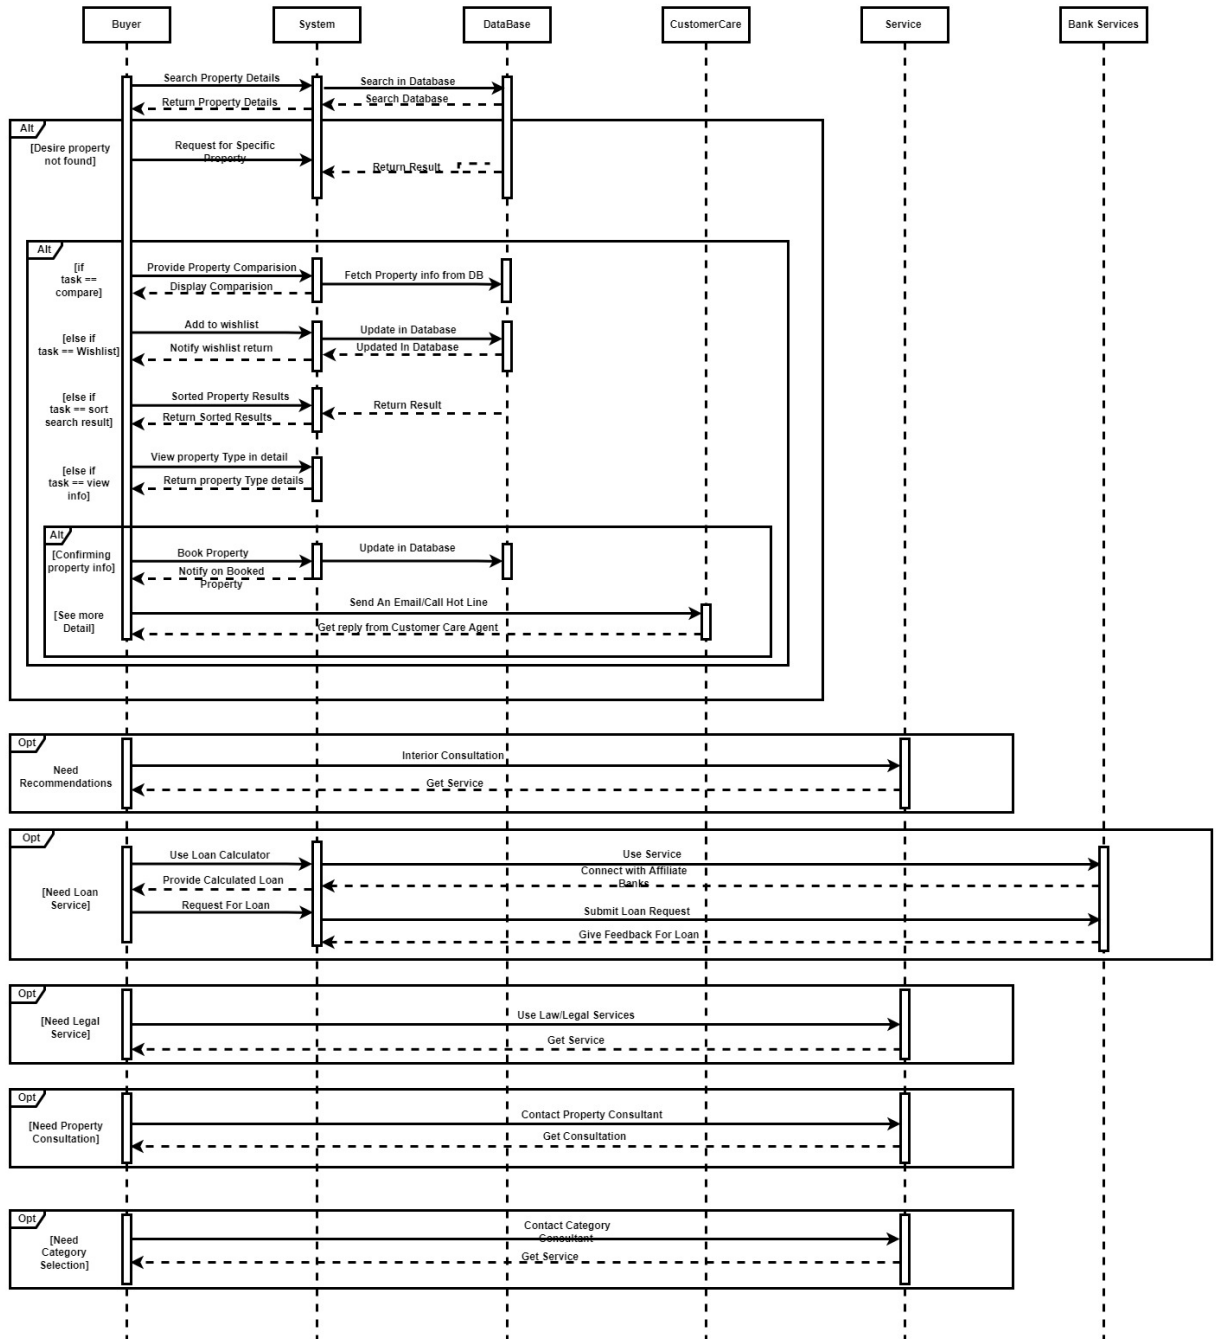 Buyer
System
DataBase
CustomerCare
Service
Bank Services
Search Property Details
Search in Database
Return Property Details
Search Database
Alt
[Desire property
not found]
Request for Specific
Property
Return Result
Alt
[if
task ==
compare]
Provide Property Comparision
Fetch Property info from DB
Display Comparision
[else if
task == Wishlist]
Add to wishlist
Update in Database
Notify wishlist return
Updated In Database
[else if
task == sort
search result]
Sorted Property Results
Return Result
Return Sorted Results
[else if
task == view
info]
View property Type in detail
Return property Type details
Alt
[Confirming
property info]
Book Property
Update in Database
Notify on Booked
Property
[See more
Detail]
Send An Email/Call Hot Line
Get reply from Customer Care Agent
Opt
Need
Recommendations
Interior Consultation
Get Service
Opt
[Need Loan
Service]
Use Loan Calculator
Use Service
Provide Calculated Loan
Connect with Affiliate
Banks
Request For Loan
Submit Loan Request
Give Feedback For Loan
Opt
[Need Legal
Service]
Use Law/Legal Services
Get Service
Opt
[Need Property
Consultation]
Contact Property Consultant
Get Consultation
Opt
[Need
Category
Selection]
Contact Category
Consultant
Get Service